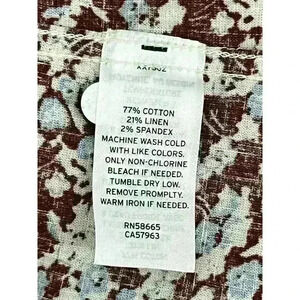 77% COTTON
21% LINEN
2% SPANDEX
MACHINE WASH COLD
WITH LIKE COLORS.
ONLY NON-CHLORINE
BLEACH IF NEEDED.
TUMBLE DRY LOW.
REMOVE PROMPTLY.
WARM IRON IF NEEDED.
RN58665
CA57963